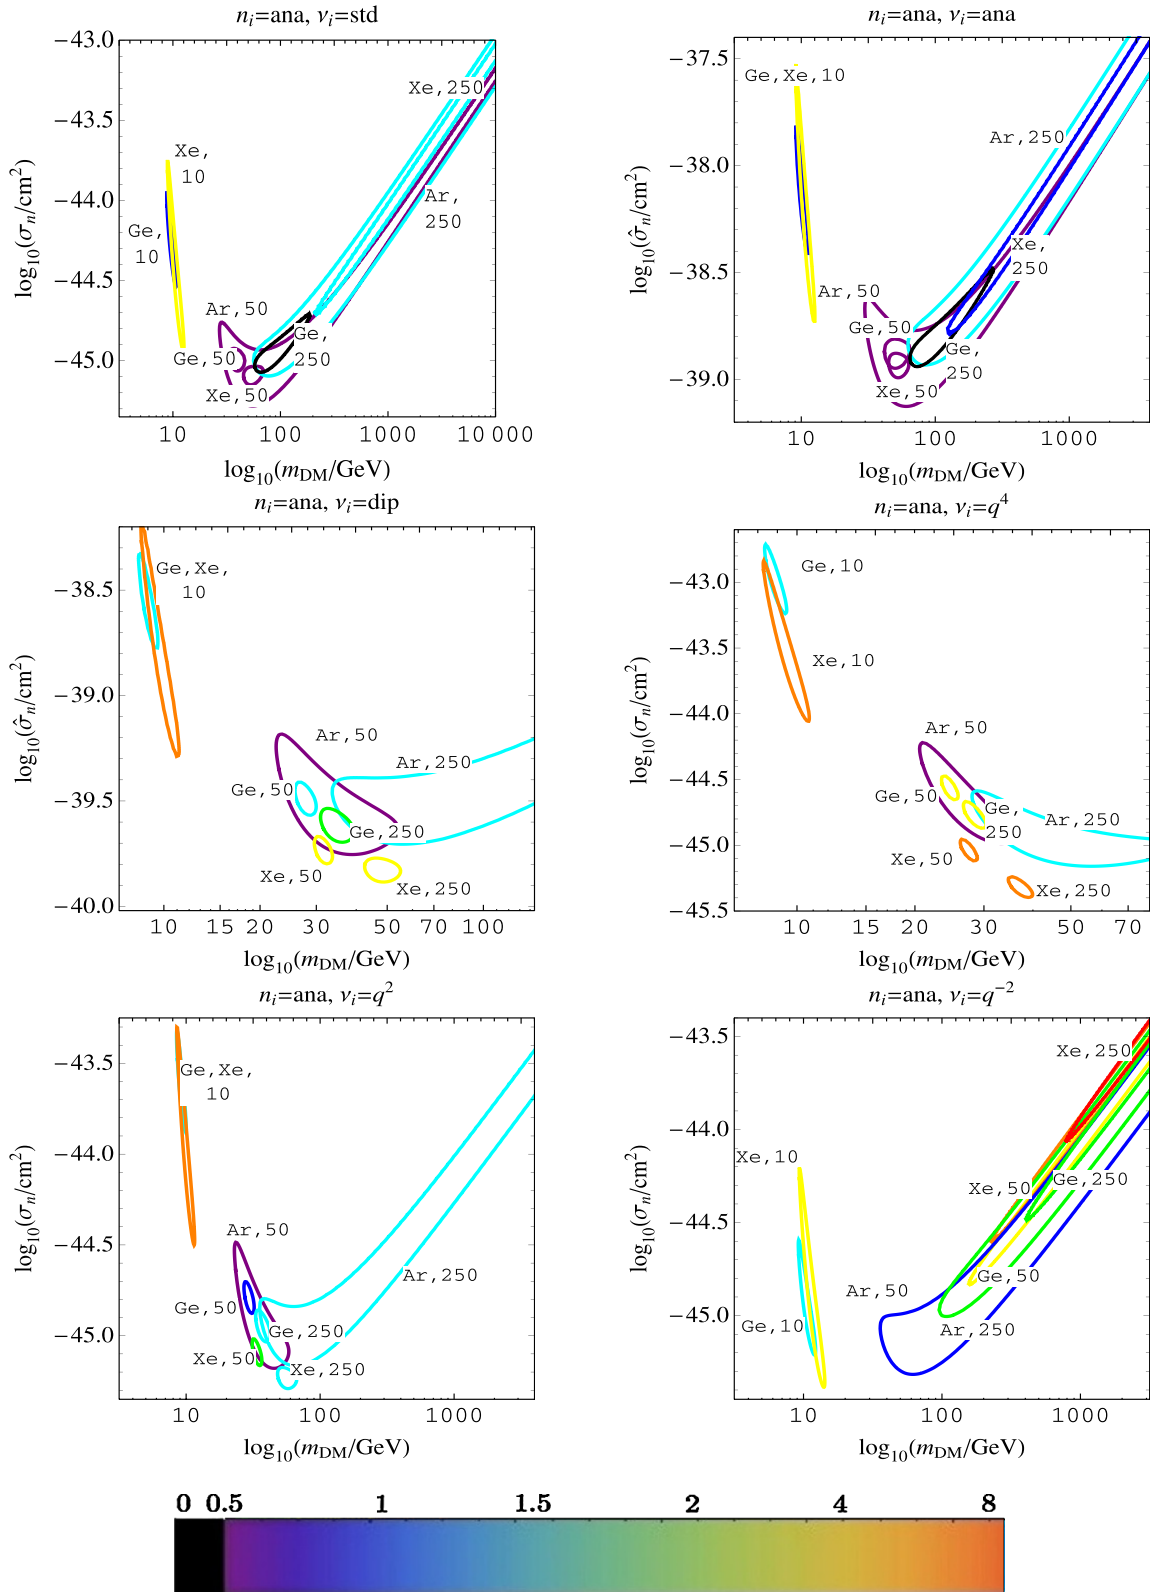 nᵢ=ana, νᵢ=std
−43.0
−43.5
−44.0
−44.5
−45.0
log₁₀(σₙ/cm²)
Xe,250
Xe,
10
Ge,
10
Ar,
250
Ar,50
Ge,50
Ge,
250
Xe,50
10 100 1000 10 000
log₁₀(m_DM/GeV)
nᵢ=ana, νᵢ=ana
−37.5
−38.0
−38.5
−39.0
log₁₀(σ̂ₙ/cm²)
Ge,Xe,10
Ar,250
Xe,
250
Ar,50
Ge,50
Ge,
250
Xe,50
10 100 1000
log₁₀(m_DM/GeV)
nᵢ=ana, νᵢ=dip
−38.5
−39.0
−39.5
−40.0
log₁₀(σ̂ₙ/cm²)
Ge,Xe,
10
Ar,50
Ar,250
Ge,50
Ge,250
Xe,50
Xe,250
10 15 20 30 50 70 100
log₁₀(m_DM/GeV)
nᵢ=ana, νᵢ=q⁴
−43.0
−43.5
−44.0
−44.5
−45.0
−45.5
log₁₀(σₙ/cm²)
Ge,10
Xe,10
Ar,50
Ge,50
Ge,
250
Ar,250
Xe,50
Xe,250
10 15 20 30 50 70
log₁₀(m_DM/GeV)
nᵢ=ana, νᵢ=q²
−43.5
−44.0
−44.5
−45.0
log₁₀(σₙ/cm²)
Ge,Xe,
10
Ar,50
Ar,250
Ge,50
Ge,250
Xe,50
Xe,250
10 100 1000
log₁₀(m_DM/GeV)
nᵢ=ana, νᵢ=q⁻²
−43.5
−44.0
−44.5
−45.0
log₁₀(σₙ/cm²)
Xe,250
Xe,10
Xe,50
Ge,250
Ar,50
Ge,50
Ge,10
Ar,250
10 100 1000
log₁₀(m_DM/GeV)
0 0.5 1 1.5 2 4 8